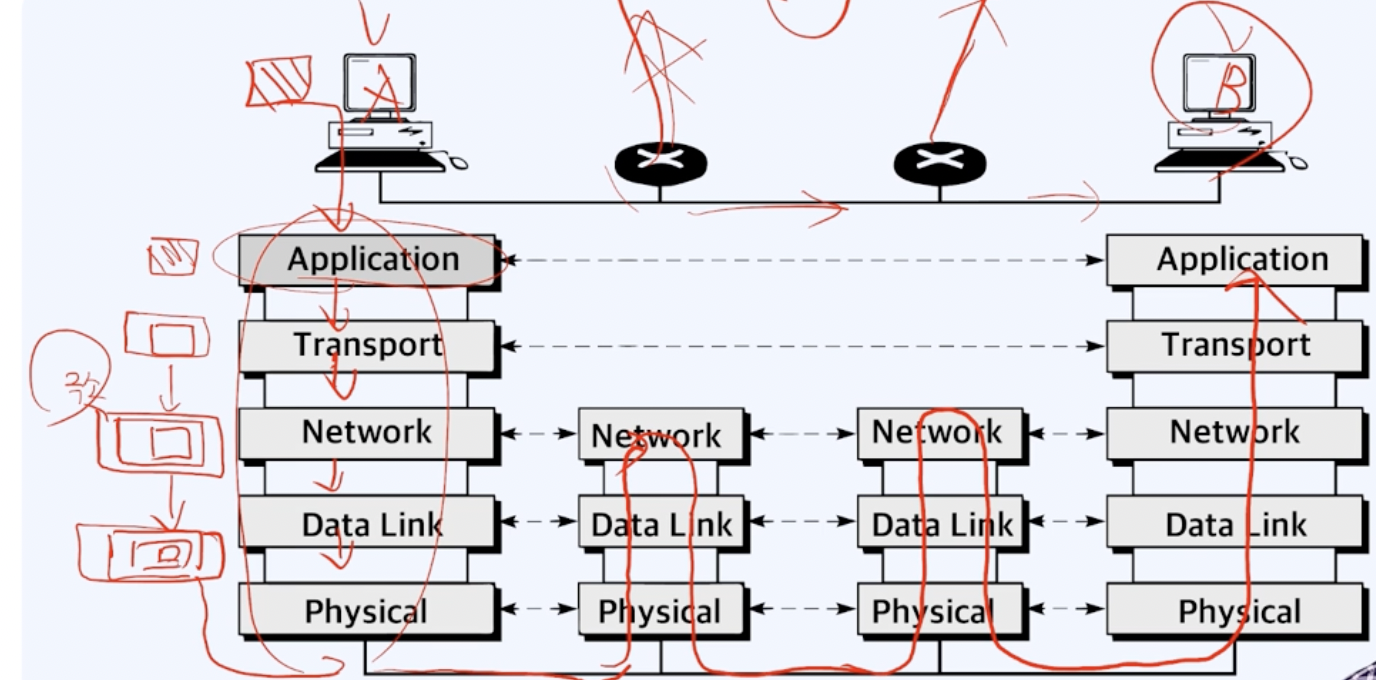 A
B
Application
Application
Transport
Transport
Network
Network
Network
Network
Data Link
Data Link
Data Link
Data Link
Physical
Physical
Physical
Physical